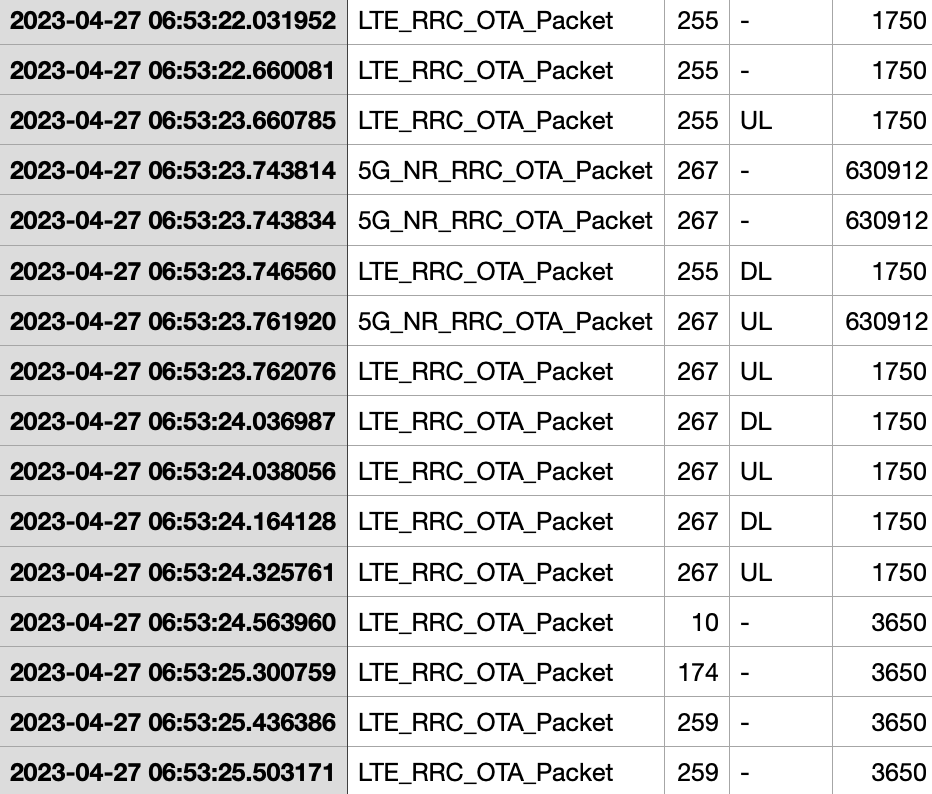 2023-04-27 06:53:22.031952 LTE_RRC_OTA_Packet 255 - 1750
2023-04-27 06:53:22.660081 LTE_RRC_OTA_Packet 255 - 1750
2023-04-27 06:53:23.660785 LTE_RRC_OTA_Packet 255 UL 1750
2023-04-27 06:53:23.743814 5G_NR_RRC_OTA_Packet 267 - 630912
2023-04-27 06:53:23.743834 5G_NR_RRC_OTA_Packet 267 - 630912
2023-04-27 06:53:23.746560 LTE_RRC_OTA_Packet 255 DL 1750
2023-04-27 06:53:23.761920 5G_NR_RRC_OTA_Packet 267 UL 630912
2023-04-27 06:53:23.762076 LTE_RRC_OTA_Packet 267 UL 1750
2023-04-27 06:53:24.036987 LTE_RRC_OTA_Packet 267 DL 1750
2023-04-27 06:53:24.038056 LTE_RRC_OTA_Packet 267 UL 1750
2023-04-27 06:53:24.164128 LTE_RRC_OTA_Packet 267 DL 1750
2023-04-27 06:53:24.325761 LTE_RRC_OTA_Packet 267 UL 1750
2023-04-27 06:53:24.563960 LTE_RRC_OTA_Packet 10 - 3650
2023-04-27 06:53:25.300759 LTE_RRC_OTA_Packet 174 - 3650
2023-04-27 06:53:25.436386 LTE_RRC_OTA_Packet 259 - 3650
2023-04-27 06:53:25.503171 LTE_RRC_OTA_Packet 259 - 3650